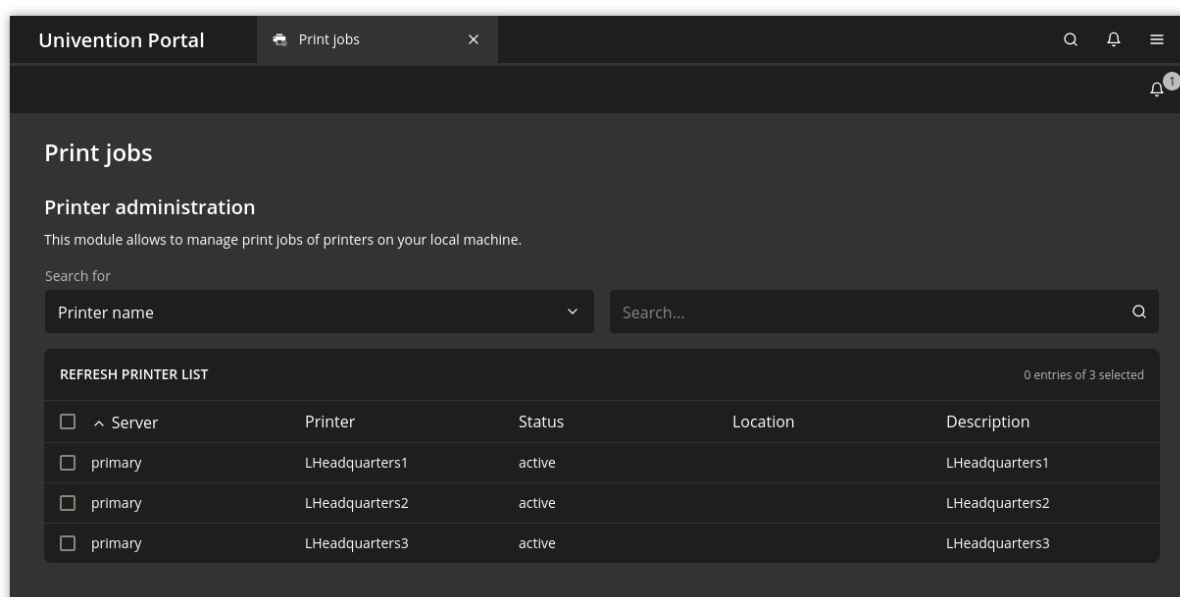 Univention Portal Print jobs
1
Print jobs
Printer administration
This module allows to manage print jobs of printers on your local machine.
Search for
Printer name Search...
REFRESH PRINTER LIST 0 entries of 3 selected
Server Printer Status Location Description
primary LHeadquarters1 active LHeadquarters1
primary LHeadquarters2 active LHeadquarters2
primary LHeadquarters3 active LHeadquarters3